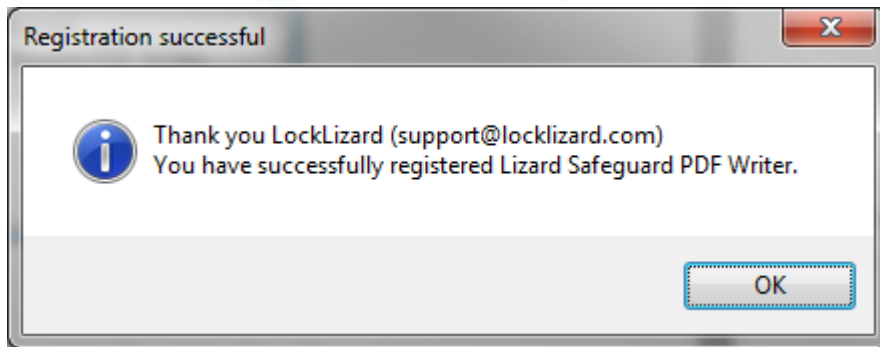 Registration successful
Thank you LockLizard (support@locklizard.com)
You have successfully registered Lizard Safeguard PDF Writer.
OK